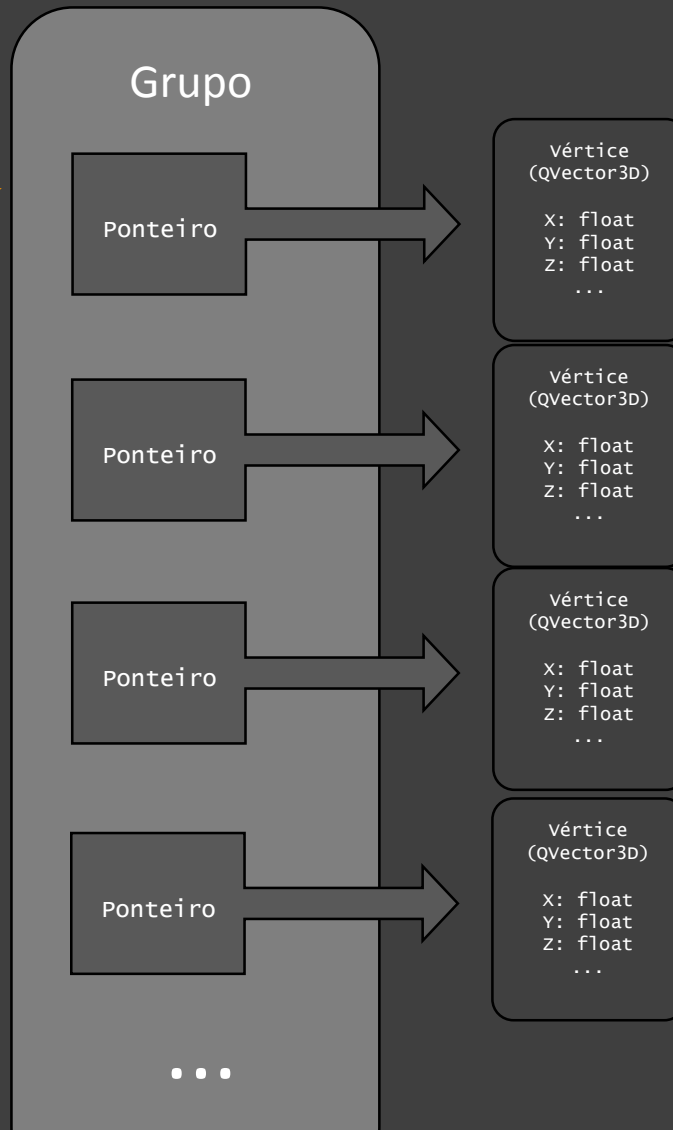 Grupo
Ponteiro
Vértice
(QVector3D)
X: float
Y: float
Z: float
...
Ponteiro
Vértice
(QVector3D)
X: float
Y: float
Z: float
...
Ponteiro
Vértice
(QVector3D)
X: float
Y: float
Z: float
...
Ponteiro
Vértice
(QVector3D)
X: float
Y: float
Z: float
...
...